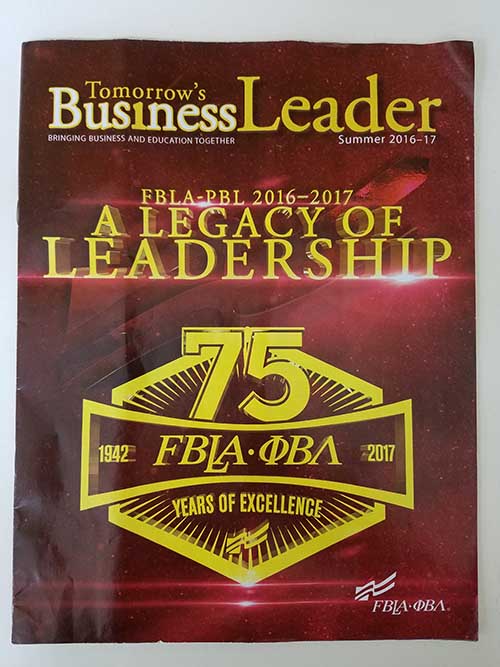 Tomorrow's
Business Leader
BRINGING BUSINESS AND EDUCATION TOGETHER
Summer 2016-17
FBLA-PBL 2016–2017
A LEGACY OF
LEADERSHIP
75
1942 FBLA·ΦΒΛ 2017
YEARS OF EXCELLENCE
FBLA·ΦΒΛ®